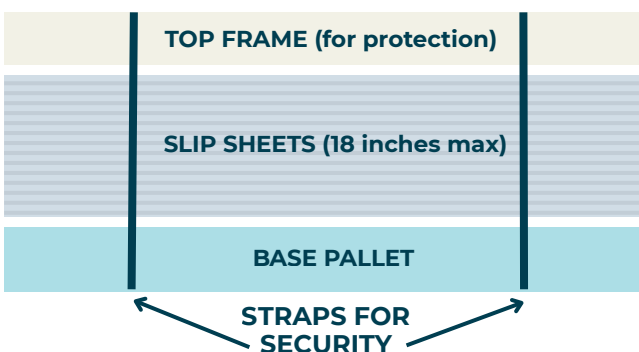 TOP FRAME (for protection)
SLIP SHEETS (18 inches max)
BASE PALLET
STRAPS FOR
SECURITY